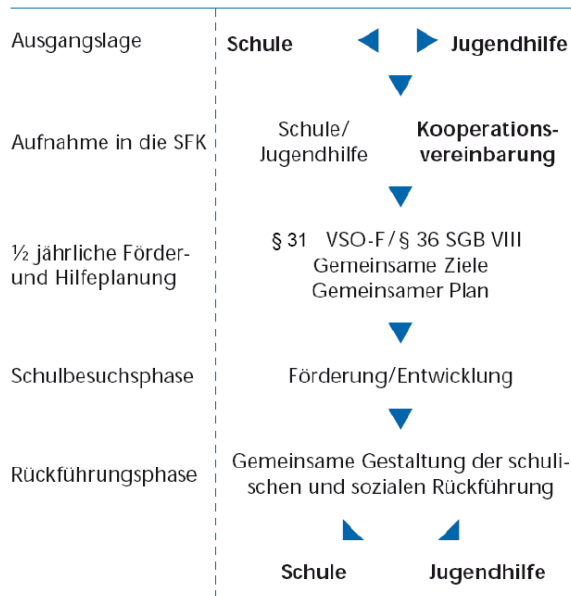 Ausgangslage
Schule Jugendhilfe
Aufnahme in die SFK
Schule/
Jugendhilfe
Kooperations-
vereinbarung
½ jährliche Förder-
und Hilfeplanung
§ 31 VSO-F/§ 36 SGB VIII
Gemeinsame Ziele
Gemeinsamer Plan
Schulbesuchsphase
Förderung/Entwicklung
Rückführungsphase
Gemeinsame Gestaltung der schuli-
schen und sozialen Rückführung
Schule Jugendhilfe